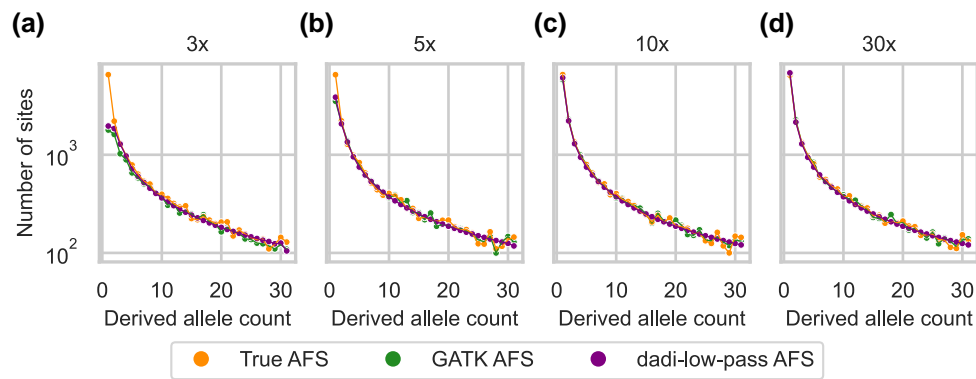 (a) (b) (c) (d)
3x 5x 10x 30x
Number of sites
10³
10²
0 10 20 30 0 10 20 30 0 10 20 30 0 10 20 30
Derived allele count Derived allele count Derived allele count Derived allele count
True AFS GATK AFS dadi-low-pass AFS